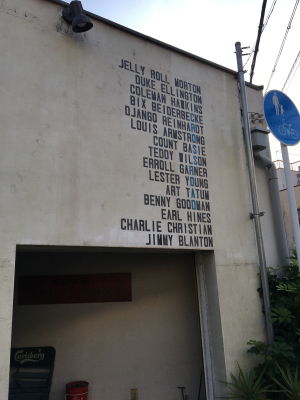 JELLY ROLL MORTON
DUKE ELLINGTON
COLEMAN HAWKINS
BIX BEIDERBECKE
DJANGO REINHARDT
LOUIS ARMSTRONG
COUNT BASIE
TEDDY WILSON
ERROLL GARNER
LESTER YOUNG
ART TATUM
BENNY GOODMAN
EARL HINES
CHARLIE CHRISTIAN
JIMMY BLANTON
Carlsberg